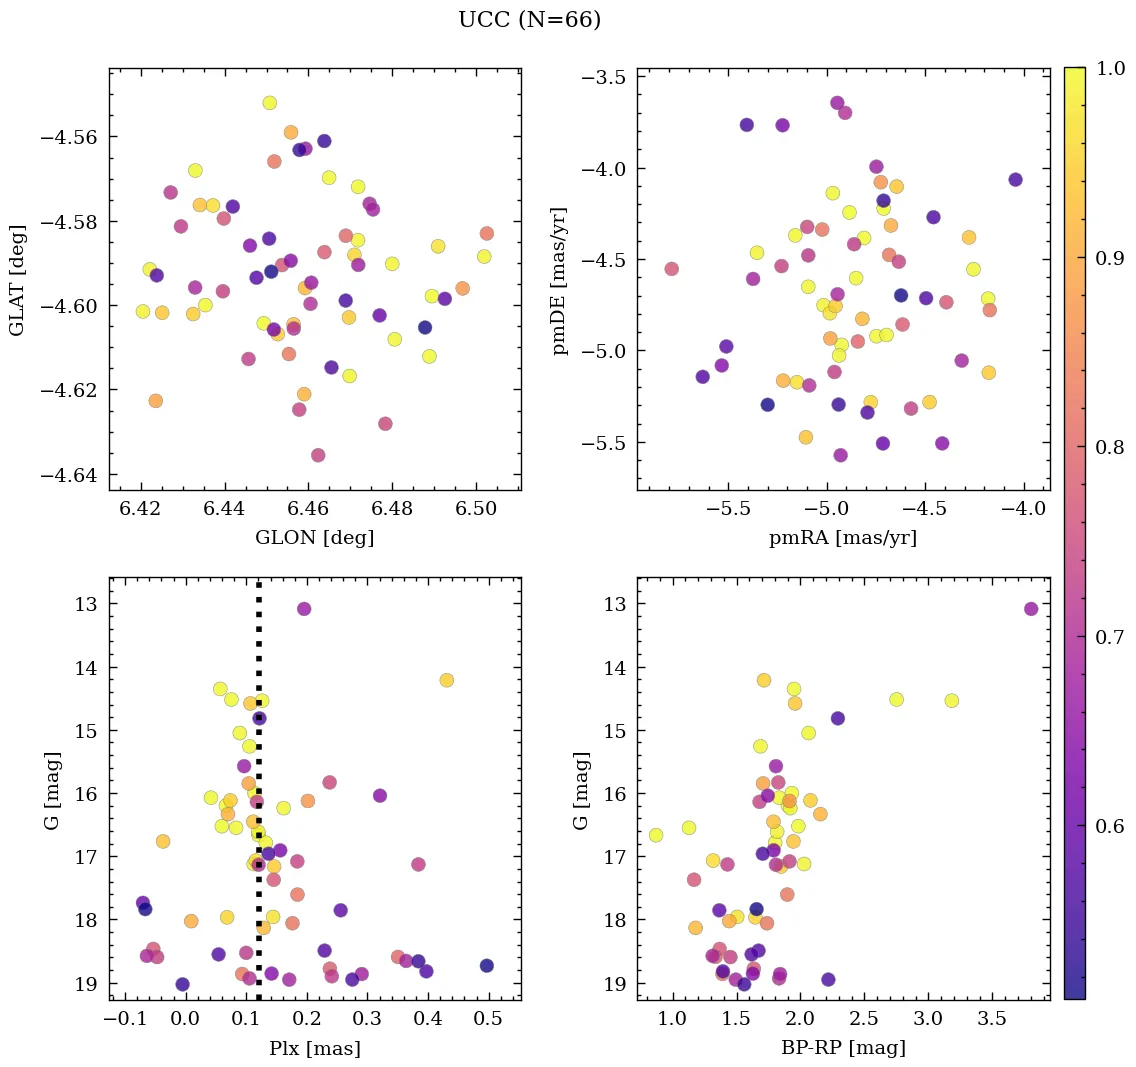 UCC (N=66)
−4.56
−4.58
−4.60
−4.62
−4.64
GLAT [deg]
6.42 6.44 6.46 6.48 6.50
GLON [deg]
−3.5
−4.0
−4.5
−5.0
−5.5
pmDE [mas/yr]
−5.5 −5.0 −4.5 −4.0
pmRA [mas/yr]
1.0
0.9
0.8
0.7
0.6
13
14
15
16
17
18
19
G [mag]
−0.1 0.0 0.1 0.2 0.3 0.4 0.5
Plx [mas]
13
14
15
16
17
18
19
G [mag]
1.0 1.5 2.0 2.5 3.0 3.5
BP-RP [mag]